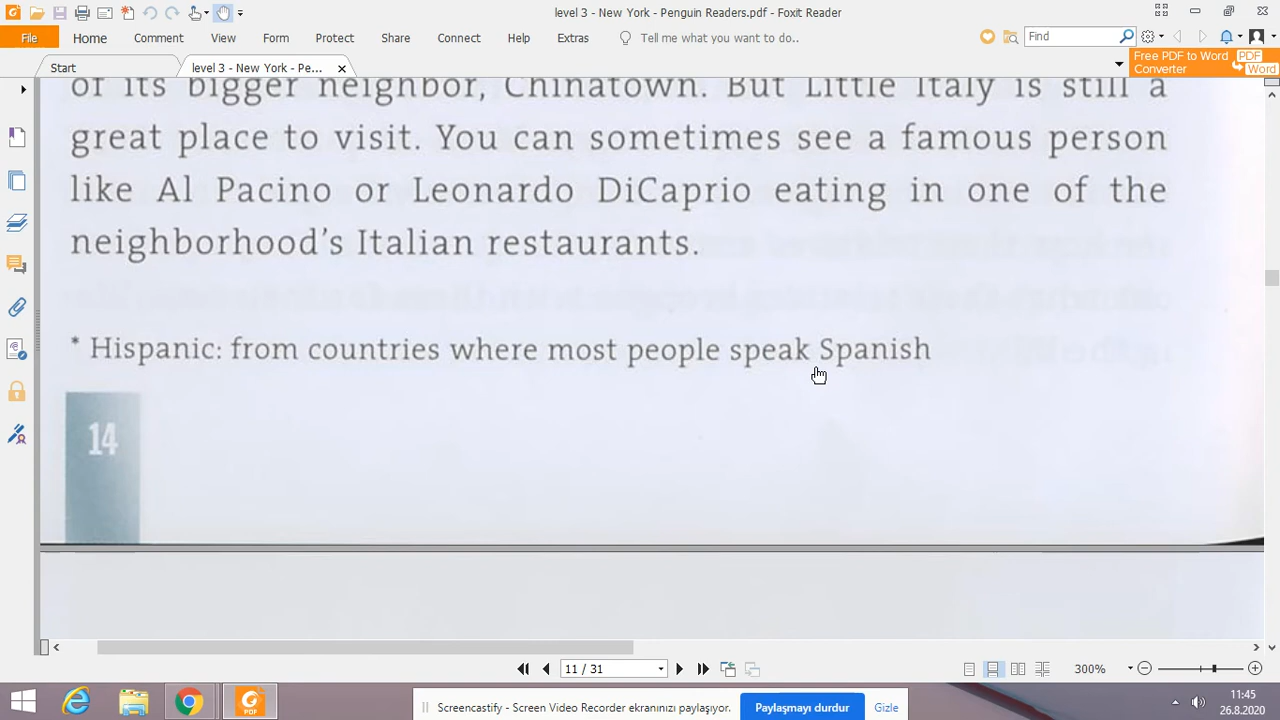 level 3 - New York - Penguin Readers.pdf - Foxit Reader
File Home Comment View Form Protect Share Connect Help Extras Tell me what you want to do.. Find
Start level 3 - New York - Pe... Free PDF to Word Converter PDF Word
of its bigger neighbor, Chinatown. But Little Italy is still a
great place to visit. You can sometimes see a famous person
like Al Pacino or Leonardo DiCaprio eating in one of the
neighborhood's Italian restaurants.
* Hispanic: from countries where most people speak Spanish
14
11 / 31 300%
PDF Screencastify - Screen Video Recorder ekranınızı paylaşıyor. Paylaşmayı durdur Gizle
11:45
26.8.2020